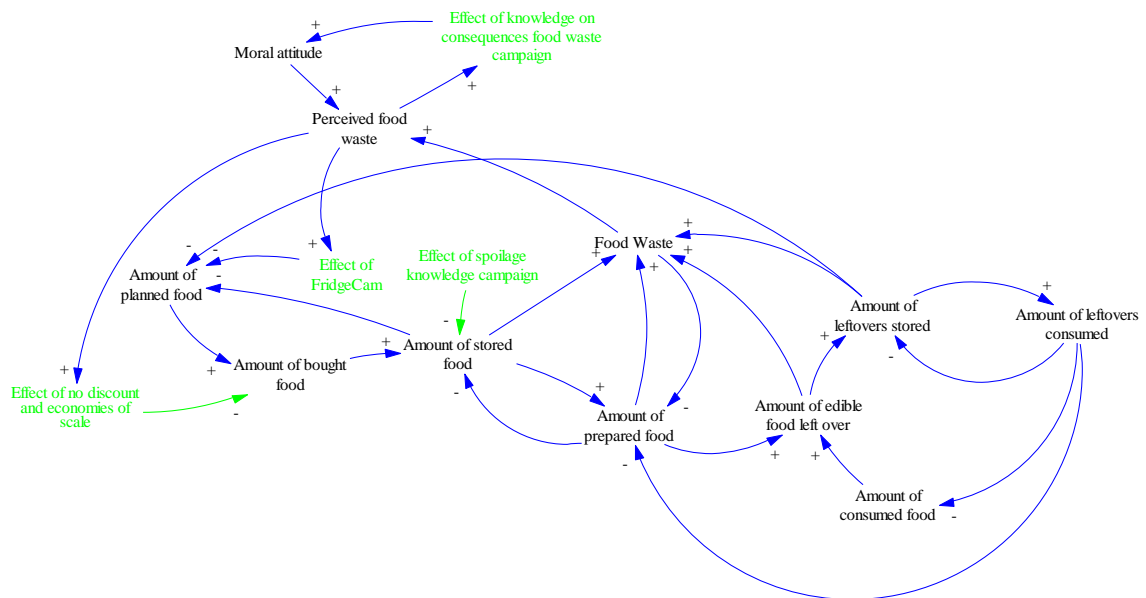 Effect of knowledge on
consequences food waste
campaign
+
Moral attitude
+
+
Perceived food
waste
+
+
-
-
-
Amount of
planned food
+
Effect of
FridgeCam
Effect of spoilage
knowledge campaign
Food Waste
+
+
+
+
-
Amount of
leftovers stored
+
-
+
Amount of leftovers
consumed
+
Effect of no discount
and economies of
scale
-
+
Amount of bought
food
+
-
Amount of stored
food
-
+
Amount of
prepared food
-
-
Amount of edible
food left over
+
+
Amount of
consumed food
-